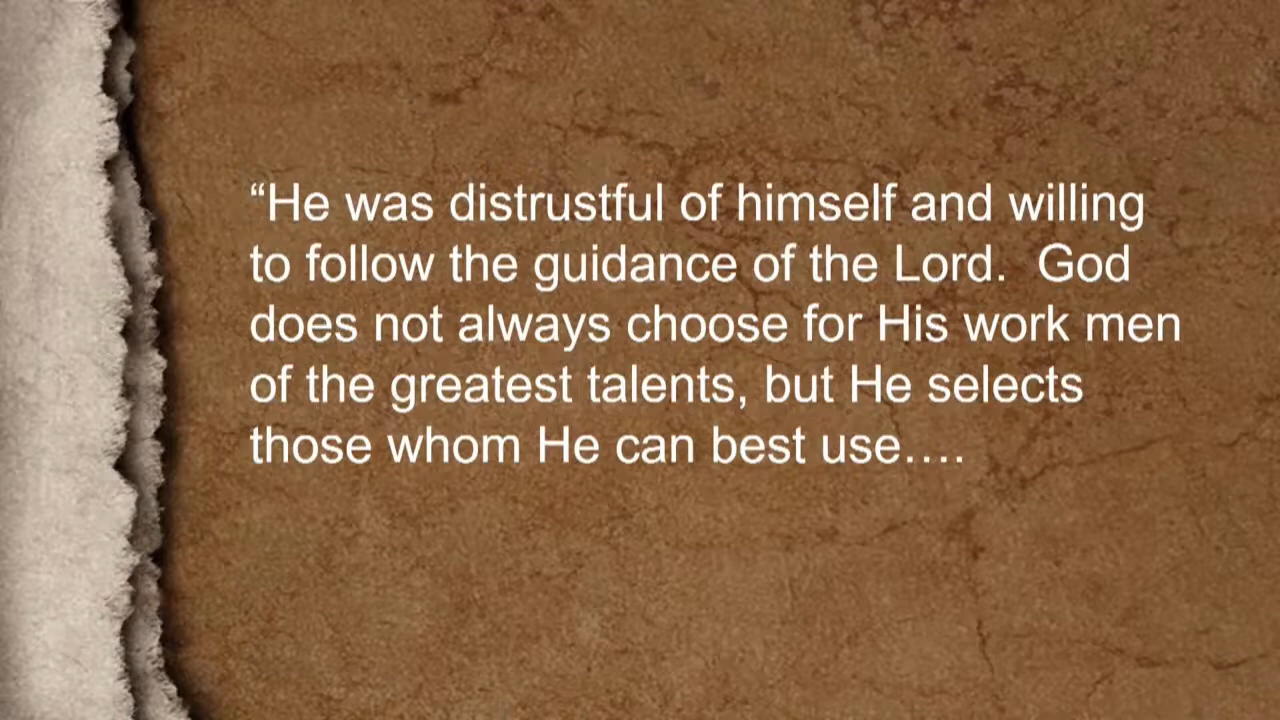 “He was distrustful of himself and willing
to follow the guidance of the Lord.  God
does not always choose for His work men
of the greatest talents, but He selects
those whom He can best use….